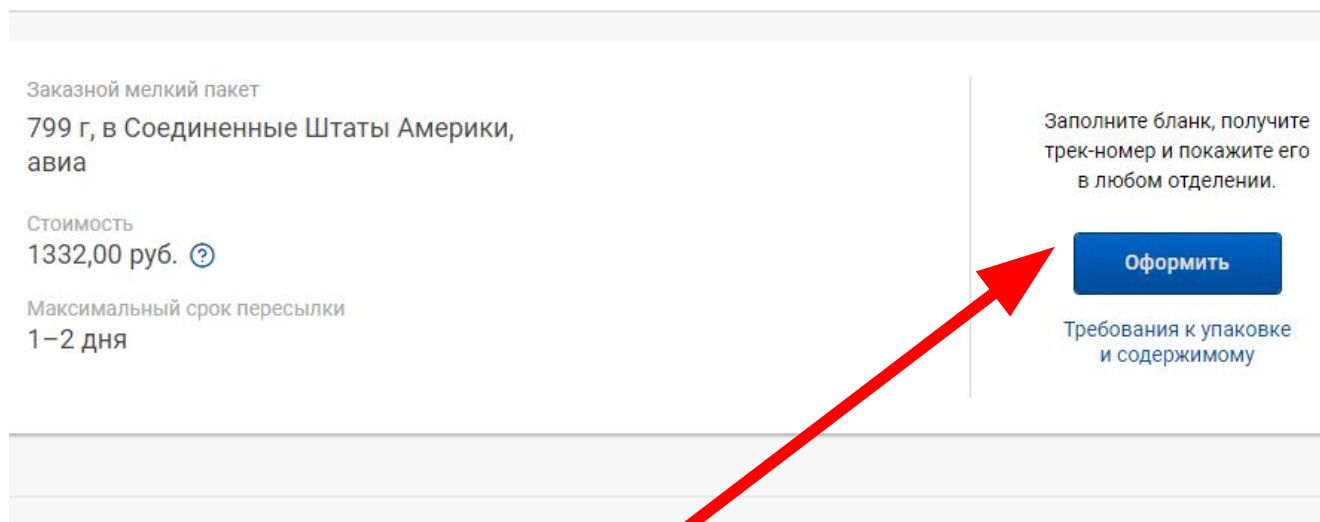 Заказной мелкий пакет
799 г, в Соединенные Штаты Америки,
авиа
Стоимость
1332,00 руб. ?
Максимальный срок пересылки
1–2 дня
Заполните бланк, получите
трек-номер и покажите его
в любом отделении.
Оформить
Требования к упаковке
и содержимому